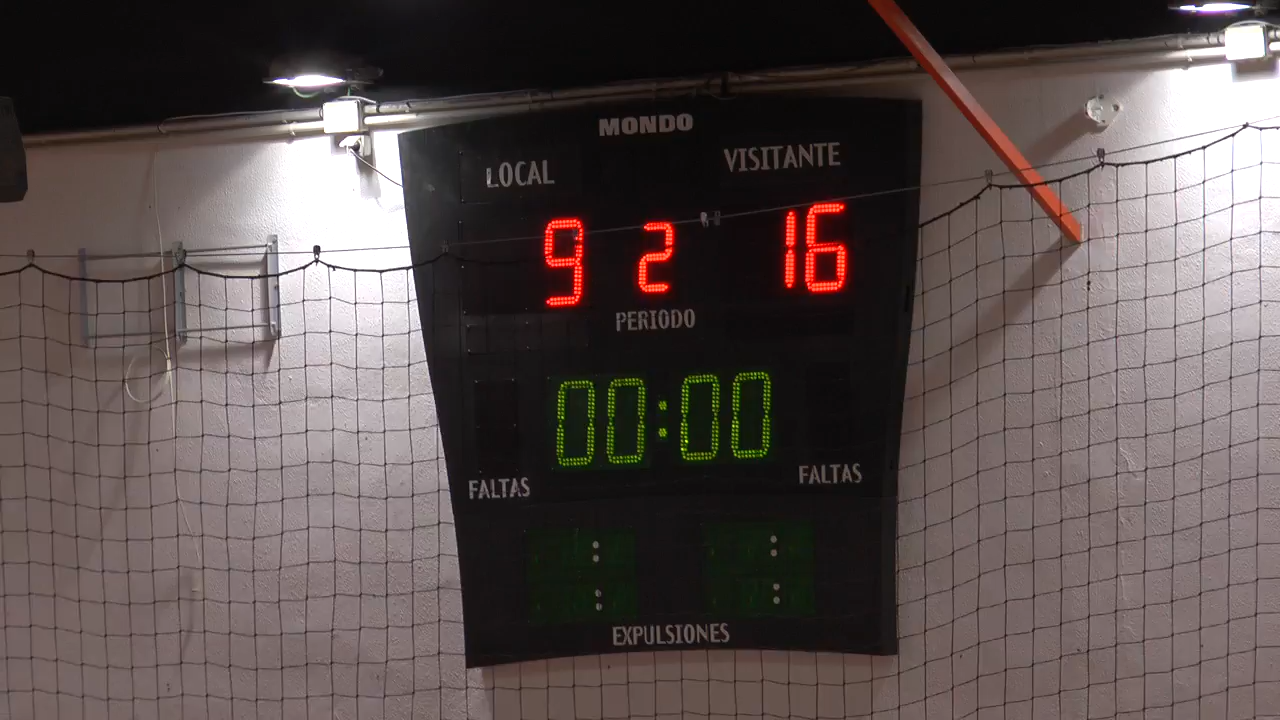 MONDO
LOCAL VISITANTE
9 2 16
PERIODO
00:00
FALTAS FALTAS
: :
: :
EXPULSIONES